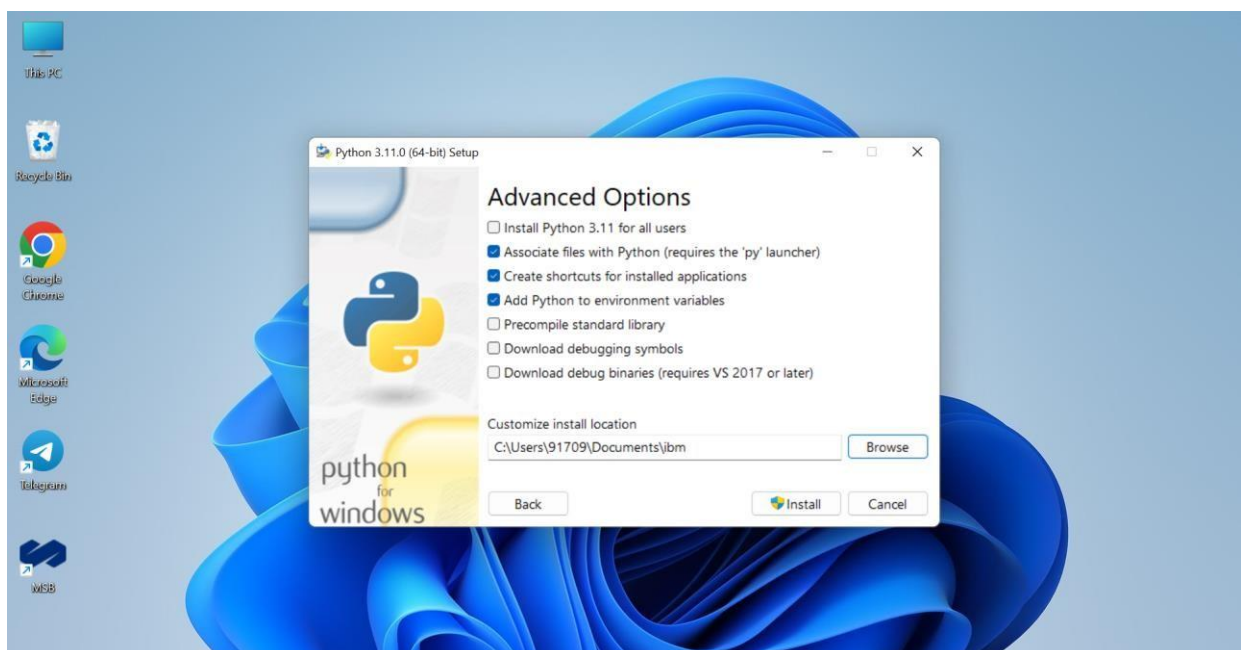 This PC
Recycle Bin
Google
Chrome
Microsoft
Edge
Telegram
MSB
Python 3.11.0 (64-bit) Setup
Advanced Options
Install Python 3.11 for all users
Associate files with Python (requires the 'py' launcher)
Create shortcuts for installed applications
Add Python to environment variables
Precompile standard library
Download debugging symbols
Download debug binaries (requires VS 2017 or later)
Customize install location
C:\Users\91709\Documents\ibm
Browse
python
for
windows
Back
Install
Cancel